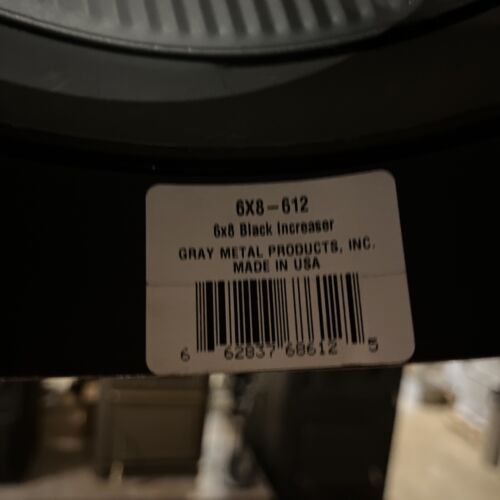 6X8-612
6x8 Black Increaser
GRAY METAL PRODUCTS, INC.
MADE IN USA
6 62837 68612 5